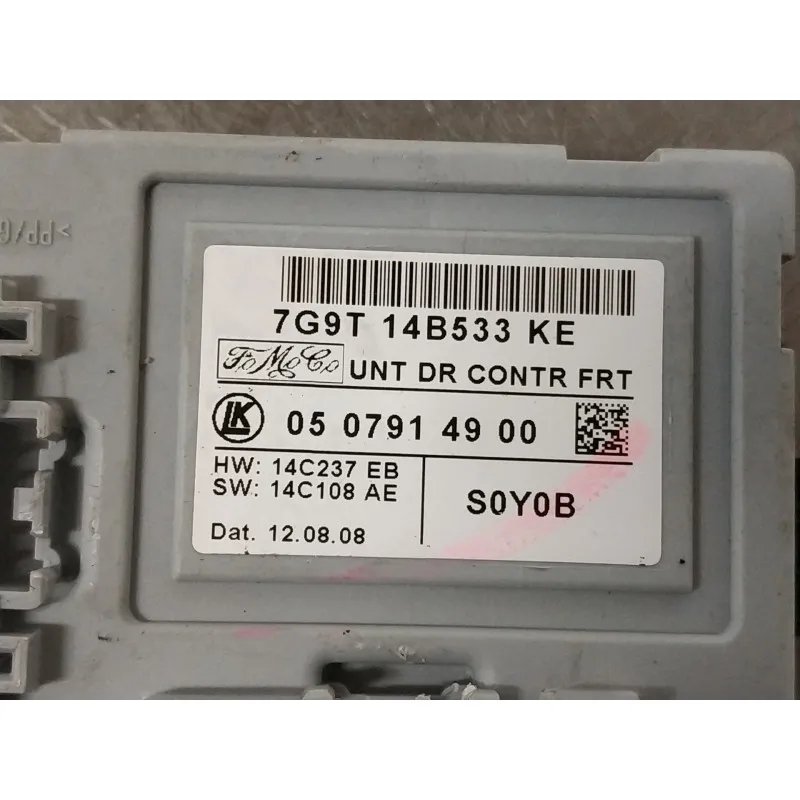 7G9T 14B533 KE
FoMoCo UNT DR CONTR FRT
LK 05 0791 49 00
HW: 14C237 EB
SW: 14C108 AE
S0Y0B
Dat. 12.08.08